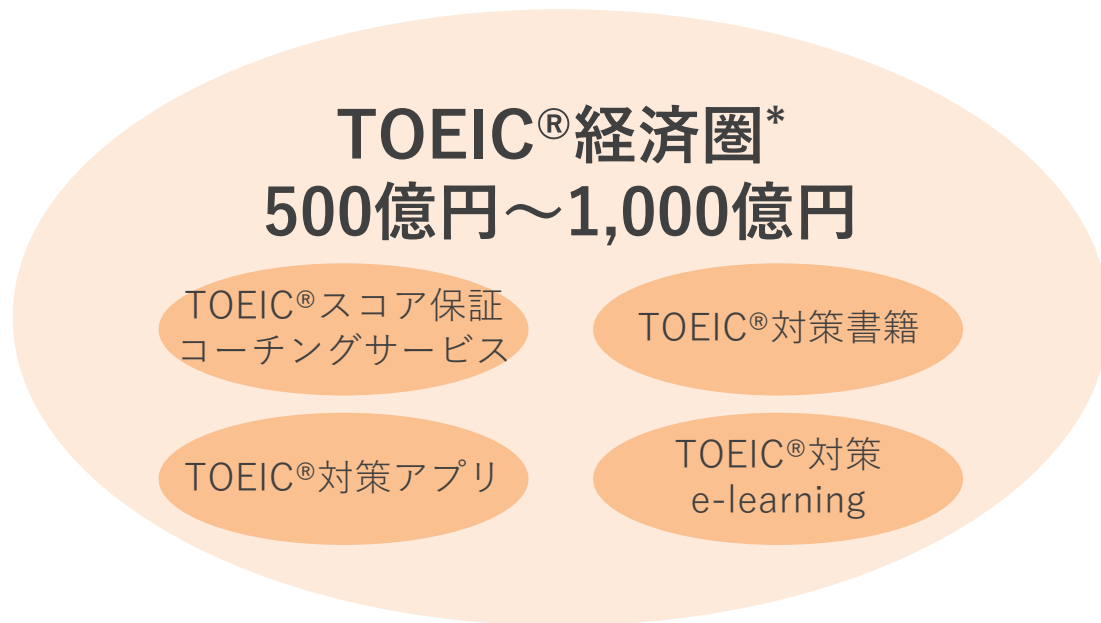 TOEIC®経済圏*
500億円～1,000億円
TOEIC®スコア保証
コーチングサービス
TOEIC®対策書籍
TOEIC®対策アプリ
TOEIC®対策
e-learning